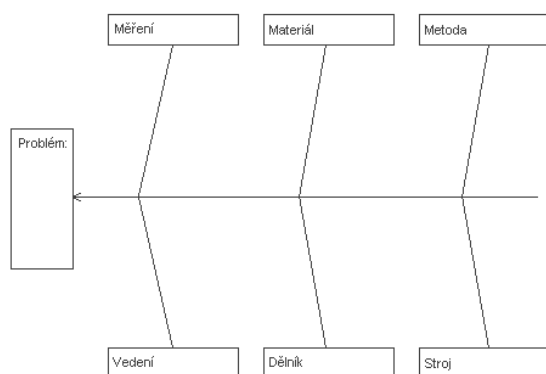 Měření
Materiál
Metoda
Problém:
Vedení
Dělník
Stroj